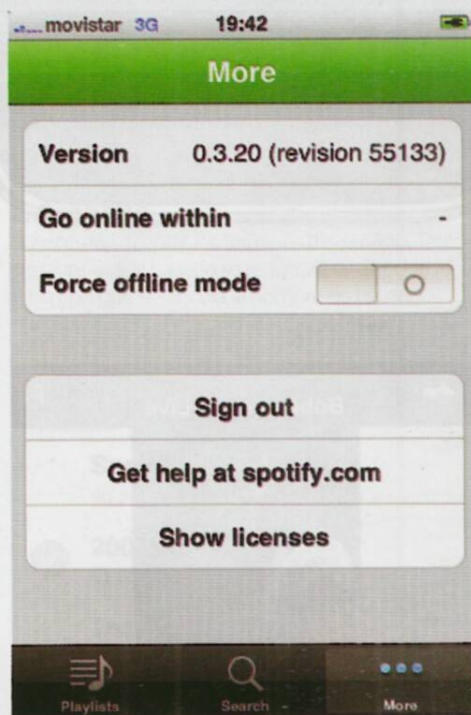 movistar 3G 19:42
More
Version 0.3.20 (revision 55133)
Go online within -
Force offline mode
Sign out
Get help at spotify.com
Show licenses
Playlists Search More